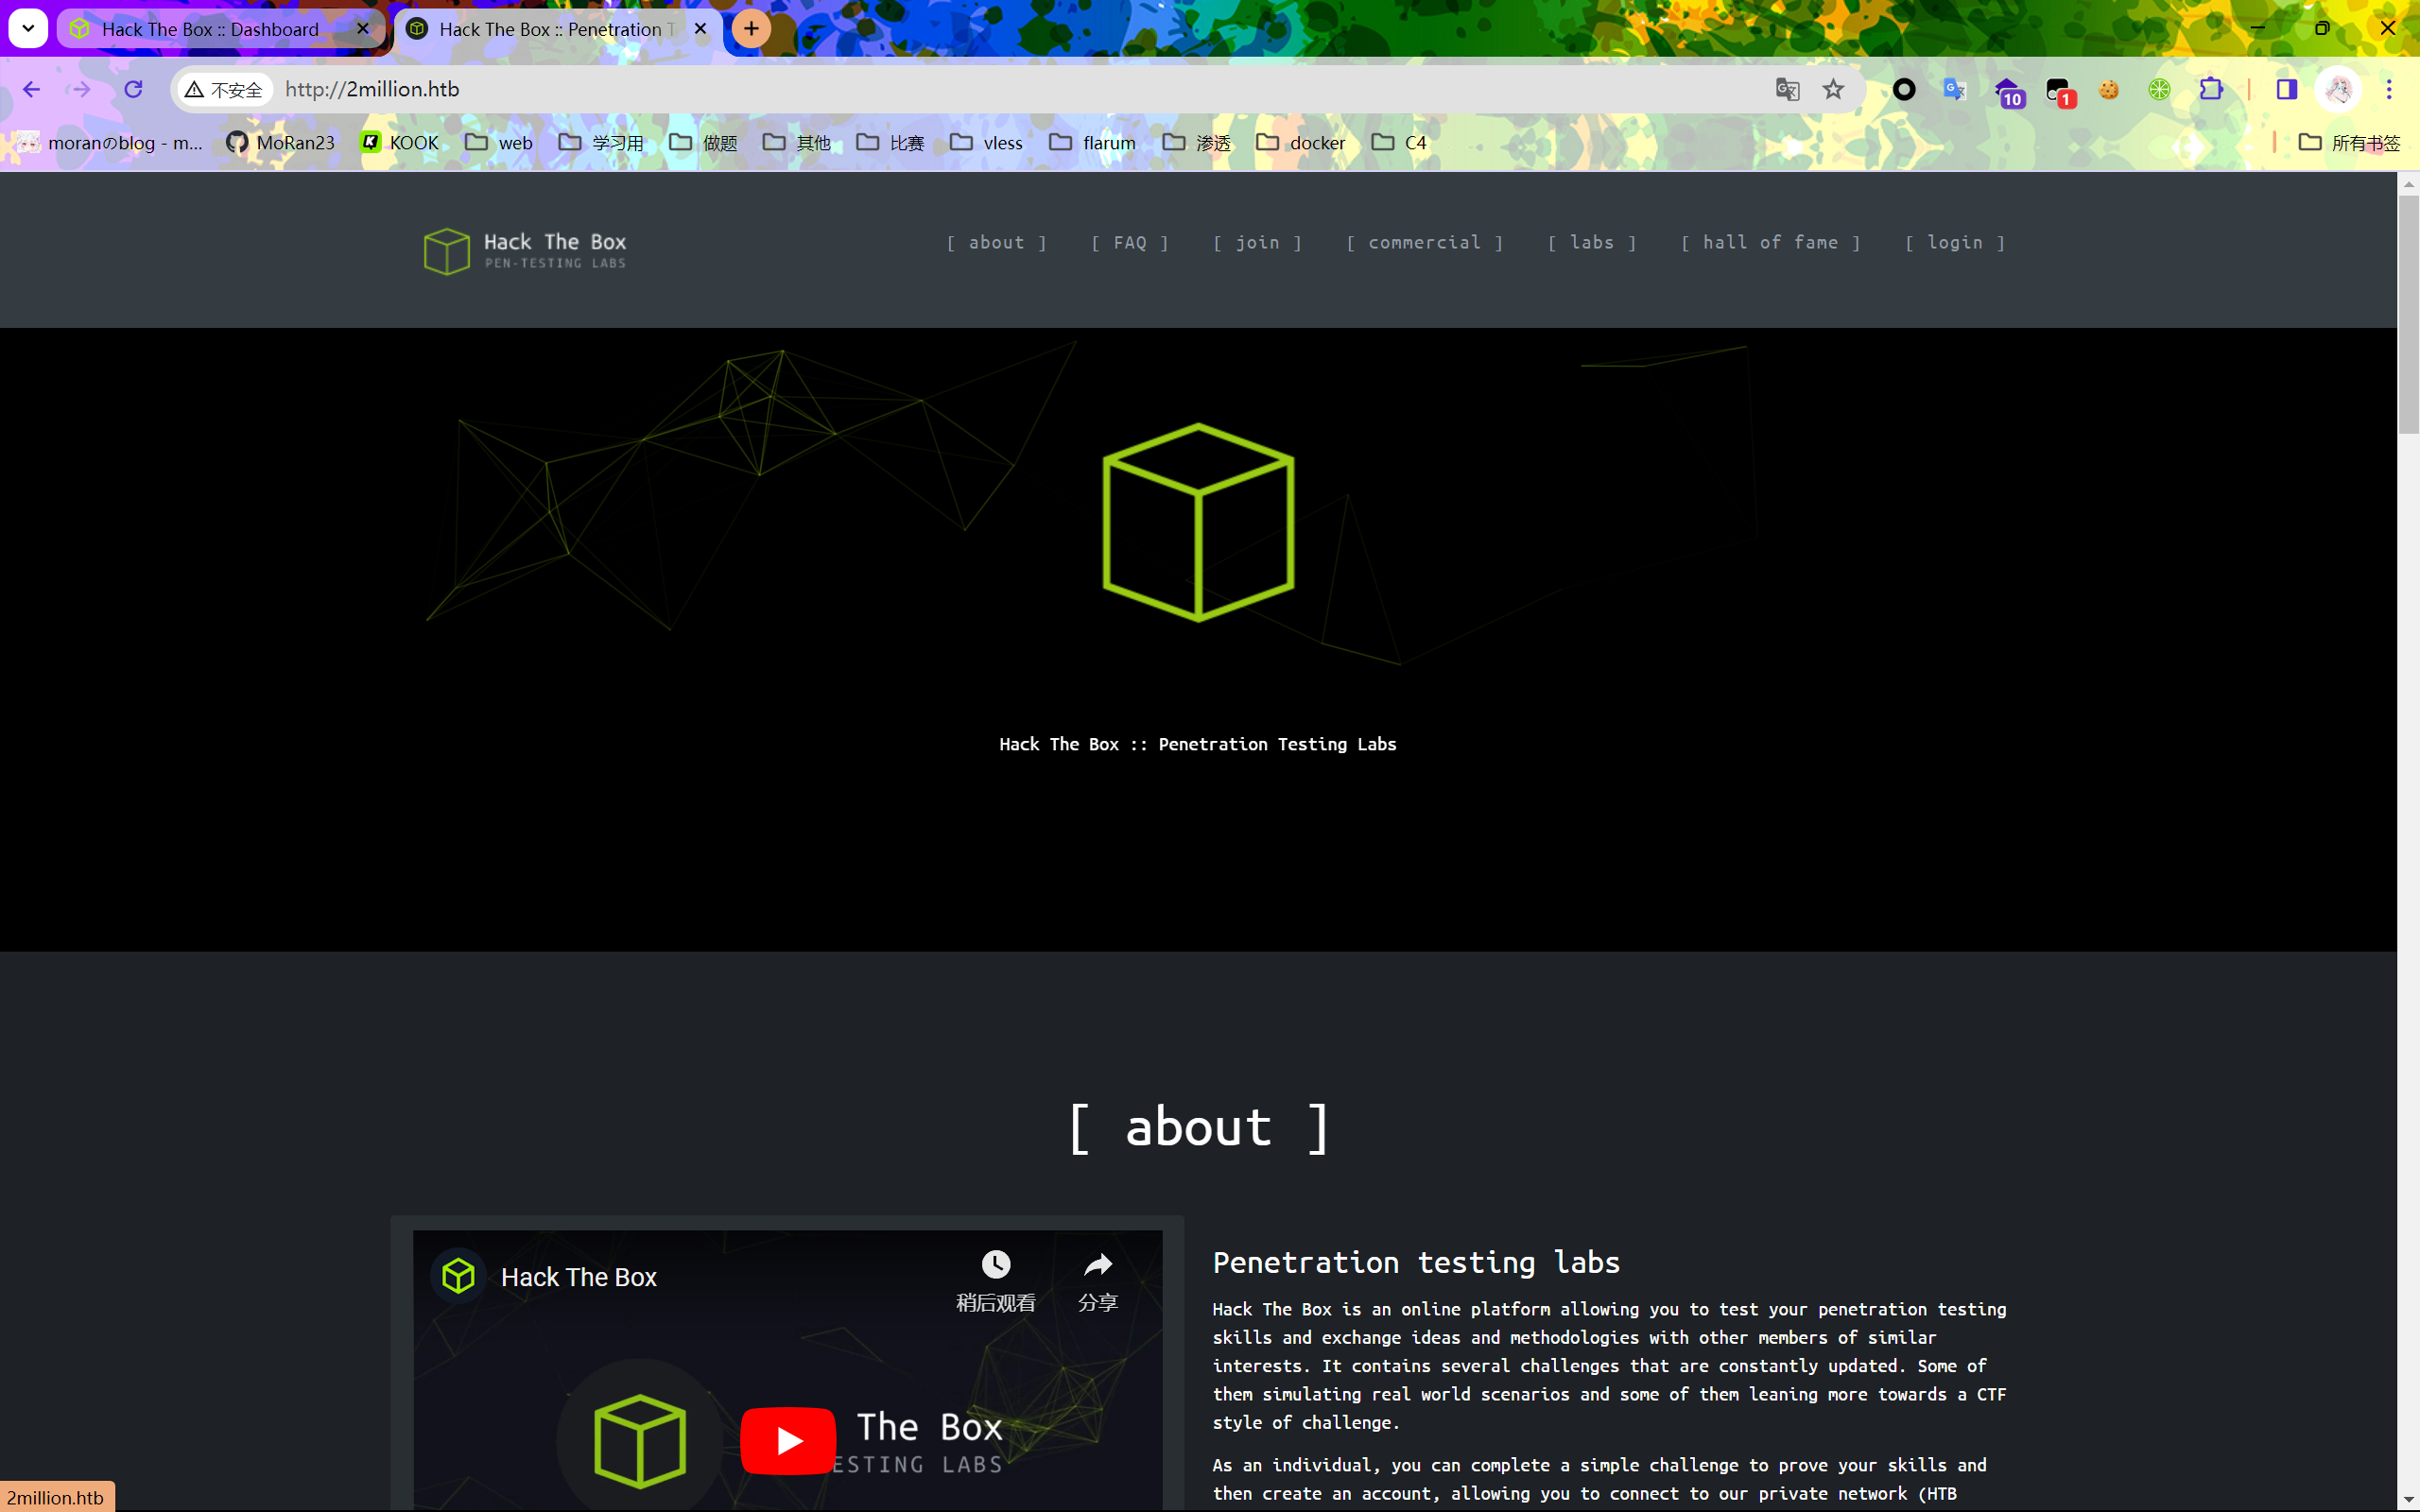 Hack The Box :: Dashboard
Hack The Box :: Penetration T
不安全
http://2million.htb
10
1
moranのblog - m...
MoRan23
KOOK
web
学习用
做题
其他
比赛
vless
flarum
渗透
docker
C4
所有书签
Hack The Box
PEN-TESTING LABS
[ about ]
[ FAQ ]
[ join ]
[ commercial ]
[ labs ]
[ hall of fame ]
[ login ]
Hack The Box :: Penetration Testing Labs
[ about ]
Hack The Box
稍后观看
分享
The Box
ESTING LABS
Penetration testing labs
Hack The Box is an online platform allowing you to test your penetration testing
skills and exchange ideas and methodologies with other members of similar
interests. It contains several challenges that are constantly updated. Some of
them simulating real world scenarios and some of them leaning more towards a CTF
style of challenge.
As an individual, you can complete a simple challenge to prove your skills and
then create an account, allowing you to connect to our private network (HTB
2million.htb